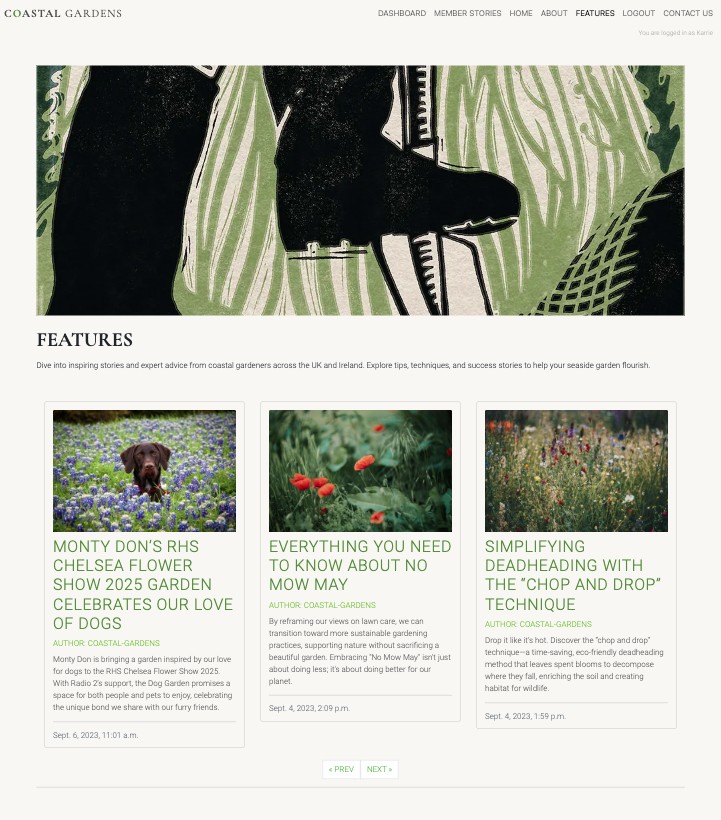 COASTAL GARDENS
DASHBOARD MEMBER STORIES HOME ABOUT FEATURES LOGOUT CONTACT US
You are logged in as Kame
FEATURES
Dive into inspiring stories and expert advice from coastal gardeners across the UK and Ireland. Explore tips, techniques, and success stories to help your seaside garden flourish.
MONTY DON'S RHS
CHELSEA FLOWER
SHOW 2025 GARDEN
CELEBRATES OUR LOVE
OF DOGS
AUTHOR: COASTAL-GARDENS
Monty Don is bringing a garden inspired by our love
for dogs to the RHS Chelsea Flower Show 2025.
With Radio 2's support, the Dog Garden promises a
space for both people and pets to enjoy, celebrating
the unique bond we share with our furry friends.
Sept. 6, 2023, 11:01 a.m.
EVERYTHING YOU NEED
TO KNOW ABOUT NO
MOW MAY
AUTHOR: COASTAL-GARDENS
By reframing our views on lawn care, we can
transition toward more sustainable gardening
practices, supporting nature without sacrificing a
beautiful garden. Embracing "No Mow May" isn't just
about doing less; it's about doing better for our
planet.
Sept. 4, 2023, 2:09 p.m.
SIMPLIFYING
DEADHEADING WITH
THE "CHOP AND DROP"
TECHNIQUE
AUTHOR: COASTAL-GARDENS
Drop it like it's hot. Discover the "chop and drop"
technique—a time-saving, eco-friendly deadheading
method that leaves spent blooms to decompose
where they fall, enriching the soil and creating
habitat for wildlife.
Sept. 4, 2023, 1:59 p.m.
« PREV NEXT »